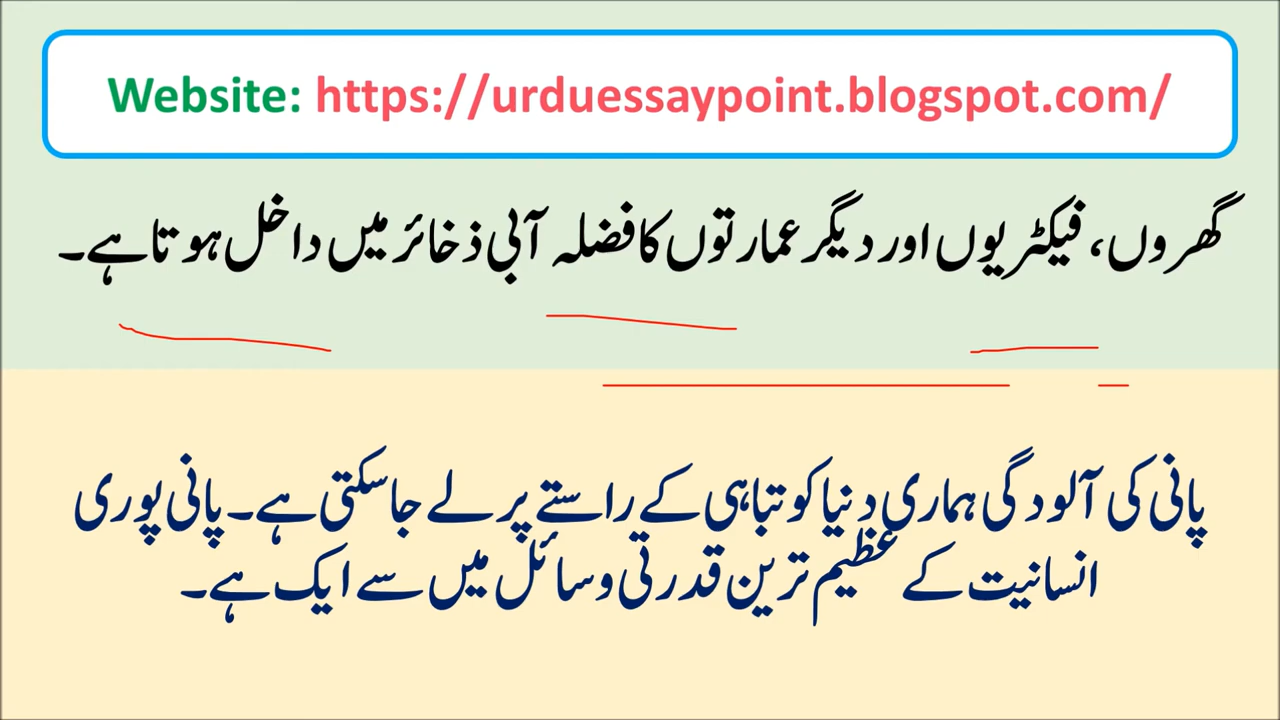 Website: https://urduessaypoint.blogspot.com/
گھروں، فیکٹریوں اور دیگر عمارتوں کا فضلہ آبی ذخائر میں داخل ہوتا ہے۔
پانی کی آلودگی ہماری دنیا کو تباہی کے راستے پر لے جا سکتی ہے۔ پانی پوری
انسانیت کے عظیم ترین قدرتی وسائل میں سے ایک ہے۔